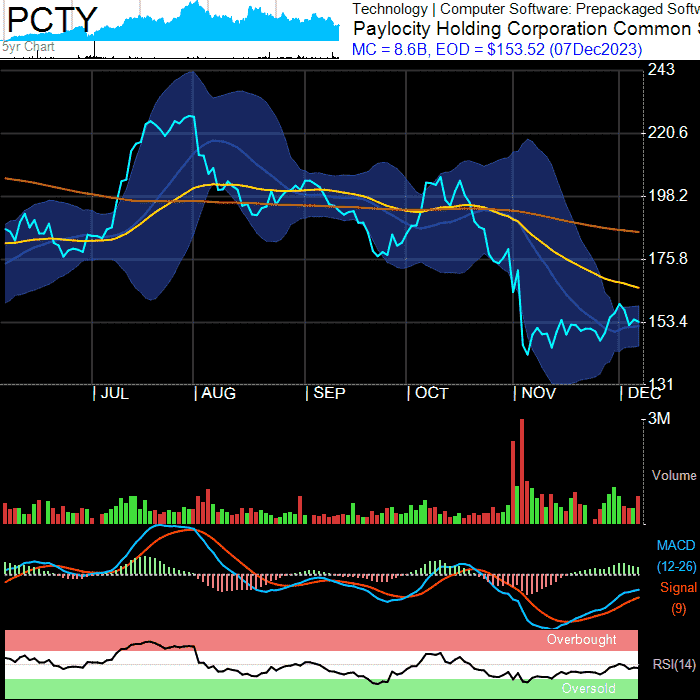 PCTY
5yr Chart
Technology | Computer Software: Prepackaged Softw
Paylocity Holding Corporation Common S
MC = 8.6B, EOD = $153.52 (07Dec2023)
243
220.6
198.2
175.8
153.4
131
JUL AUG SEP OCT NOV DEC
3M
Volume
MACD
(12-26)
Signal
(9)
Overbought
RSI(14)
Oversold